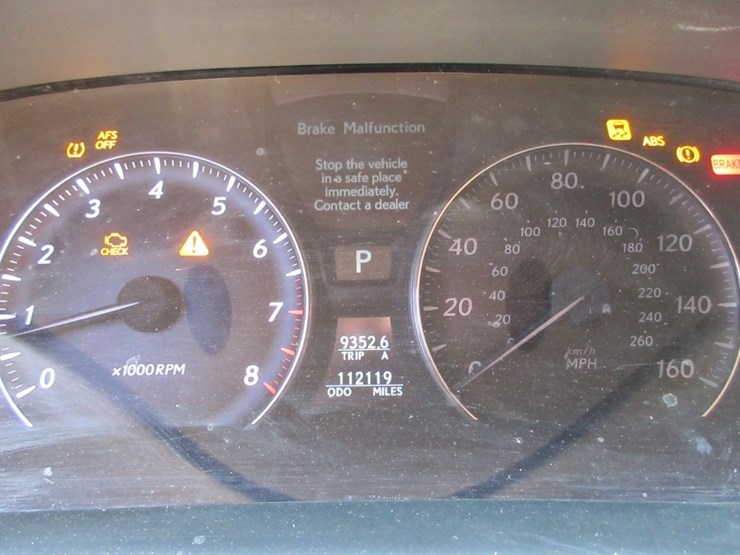 AFS
OFF
Brake Malfunction
Stop the vehicle
in a safe place
immediately.
Contact a dealer
ABS
BRAK
CHECK
0
1
2
3
4
5
6
7
8
x1000RPM
P
9352.6
TRIP A
112119
ODO MILES
0
20
40
60
80
100
120
140
160
20
40
60
80
100
120
140
160
180
200
220
240
260
km/h
MPH